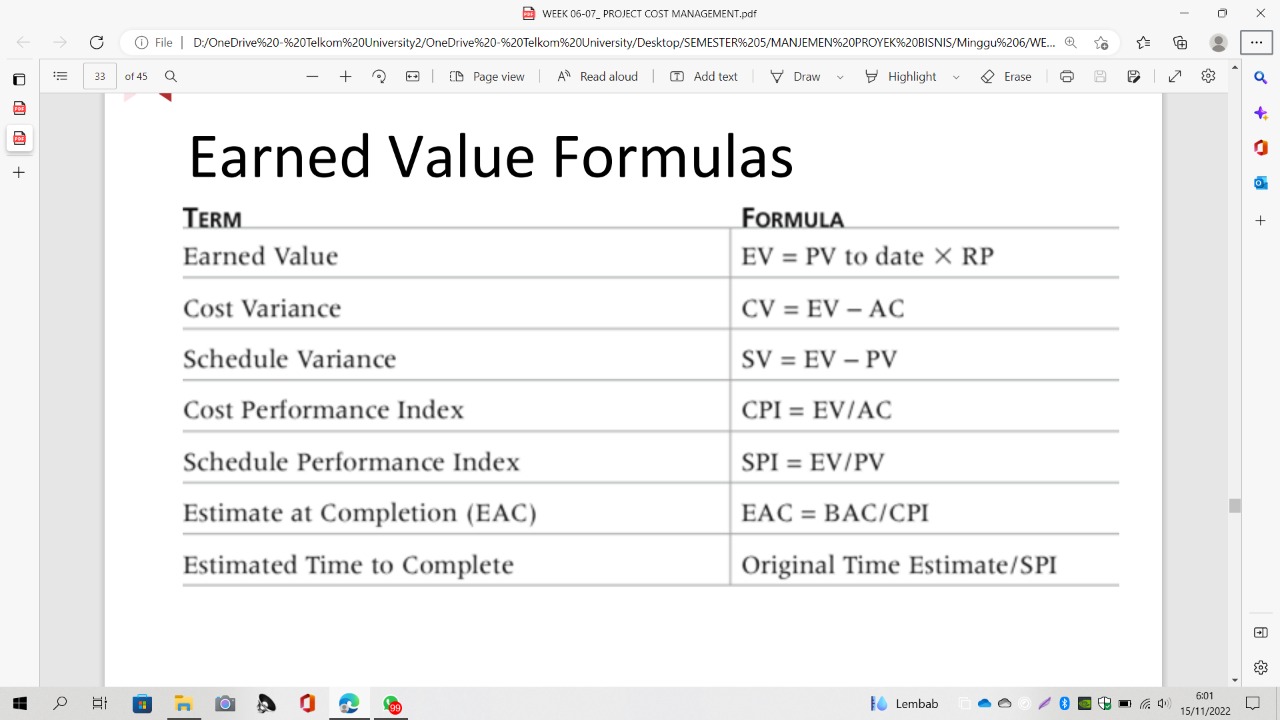 WEEK 06-07_ PROJECT COST MANAGEMENT.pdf
File | D:/OneDrive%20-%20Telkom%20University2/OneDrive%20-%20Telkom%20University/Desktop/SEMESTER%205/MANJEMEN%20PROYEK%20BISNIS/Minggu%206/WE...
33 of 45 Page view Read aloud Add text Draw Highlight Erase
Earned Value Formulas
TERM FORMULA
Earned Value EV = PV to date × RP
Cost Variance CV = EV – AC
Schedule Variance SV = EV – PV
Cost Performance Index CPI = EV/AC
Schedule Performance Index SPI = EV/PV
Estimate at Completion (EAC) EAC = BAC/CPI
Estimated Time to Complete Original Time Estimate/SPI
99 Lembab 6:01
15/11/2022